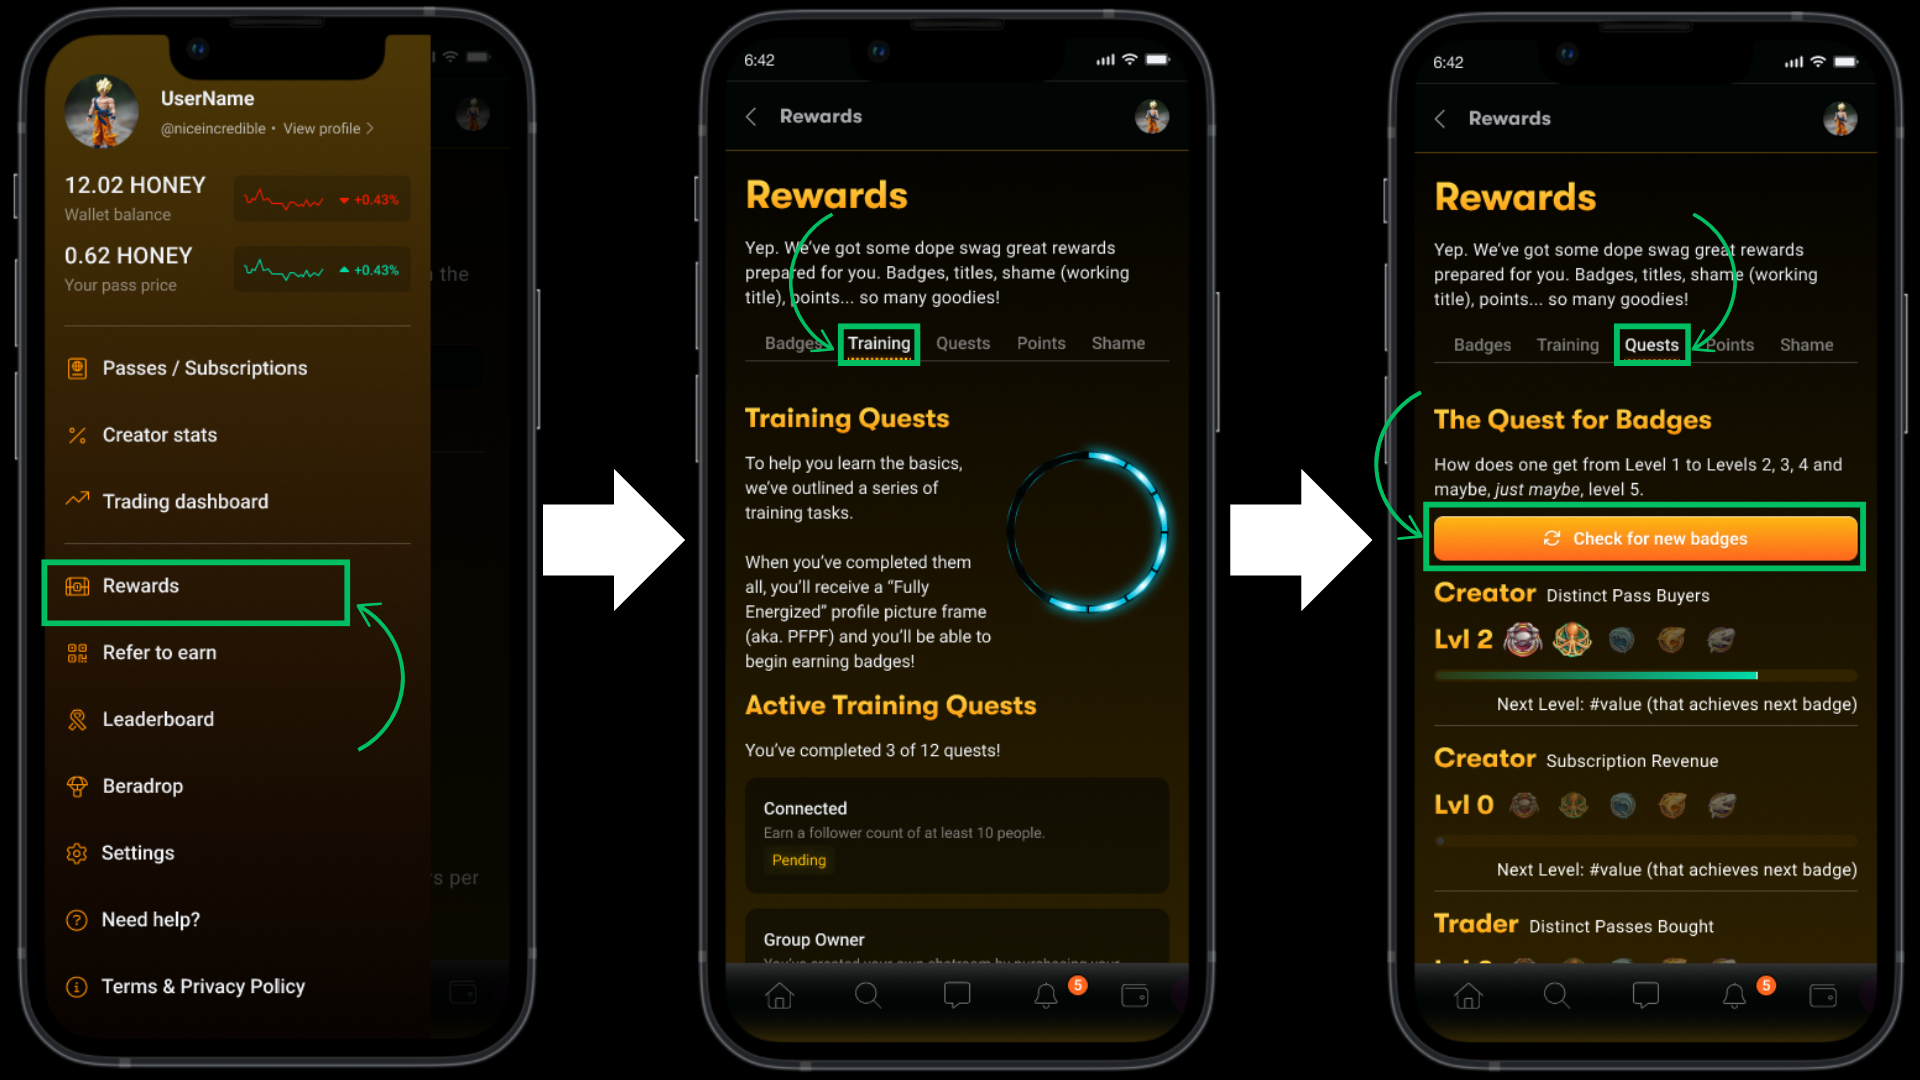 UserName
@niceincredible • View profile
12.02 HONEY
Wallet balance
+0.43%
0.62 HONEY
Your pass price
+0.43%
the
Passes / Subscriptions
Creator stats
Trading dashboard
Rewards
Refer to earn
Leaderboard
Beradrop
Settings
rs per
Need help?
Terms & Privacy Policy
6:42
Rewards
Rewards
Yep. We've got some dope swag great rewards
prepared for you. Badges, titles, shame (working
title), points... so many goodies!
Badges Training Quests Points Shame
Training Quests
To help you learn the basics,
we've outlined a series of
training tasks.
When you've completed them
all, you'll receive a “Fully
Energized” profile picture frame
(aka. PFPF) and you'll be able to
begin earning badges!
Active Training Quests
You've completed 3 of 12 quests!
Connected
Earn a follower count of at least 10 people.
Pending
Group Owner
You've created your own chatroom by purchasing your
5
6:42
Rewards
Rewards
Yep. We've got some dope swag great rewards
prepared for you. Badges, titles, shame (working
title), points... so many goodies!
Badges Training Quests Points Shame
The Quest for Badges
How does one get from Level 1 to Levels 2, 3, 4 and
maybe, just maybe, level 5.
Check for new badges
Creator Distinct Pass Buyers
Lvl 2
Next Level: #value (that achieves next badge)
Creator Subscription Revenue
Lvl 0
Next Level: #value (that achieves next badge)
Trader Distinct Passes Bought
5